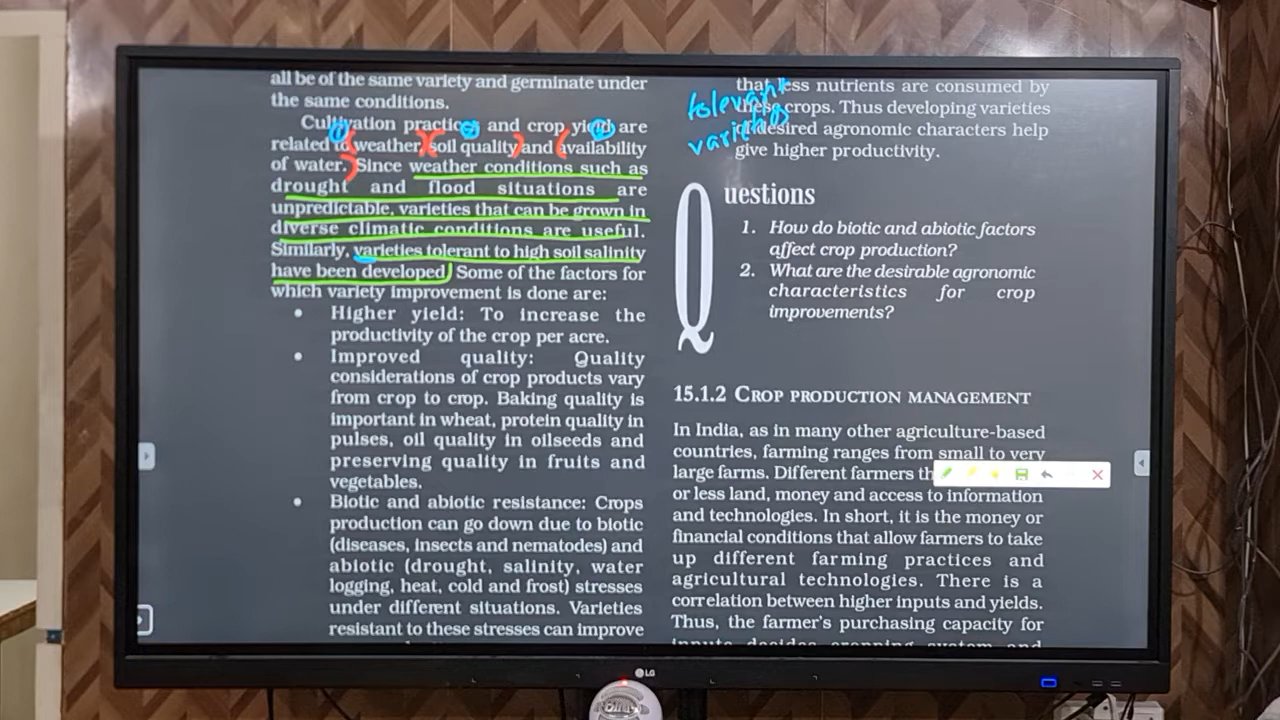 all be of the same variety and germinate under
the same conditions.
Cultivation practices and crop yield are
related to weather, soil quality and availability
of water. Since weather conditions such as
drought and flood situations are
unpredictable, varieties that can be grown in
diverse climatic conditions are useful.
Similarly, varieties tolerant to high soil salinity
have been developed. Some of the factors for
which variety improvement is done are:
• Higher yield: To increase the
productivity of the crop per acre.
• Improved quality: Quality
considerations of crop products vary
from crop to crop. Baking quality is
important in wheat, protein quality in
pulses, oil quality in oilseeds and
preserving quality in fruits and
vegetables.
• Biotic and abiotic resistance: Crops
production can go down due to biotic
(diseases, insects and nematodes) and
abiotic (drought, salinity, water
logging, heat, cold and frost) stresses
under different situations. Varieties
resistant to these stresses can improve
that less nutrients are consumed by
these crops. Thus developing varieties
of desired agronomic characters help
give higher productivity.
Questions
1. How do biotic and abiotic factors
affect crop production?
2. What are the desirable agronomic
characteristics for crop
improvements?
15.1.2 CROP PRODUCTION MANAGEMENT
In India, as in many other agriculture-based
countries, farming ranges from small to very
large farms. Different farmers th
or less land, money and access to information
and technologies. In short, it is the money or
financial conditions that allow farmers to take
up different farming practices and
agricultural technologies. There is a
correlation between higher inputs and yields.
Thus, the farmer's purchasing capacity for
inputs decides cropping system and
LG